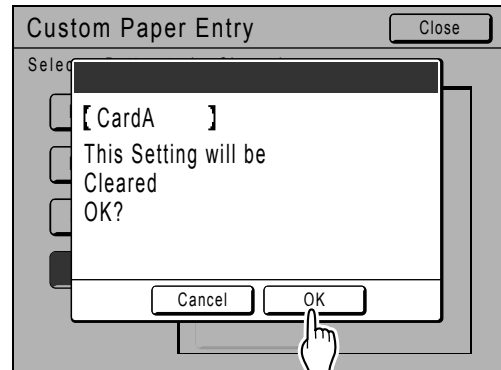 Custom Paper Entry
Close
Selec
【CardA 】
This Setting will be
Cleared
OK?
Cancel
OK